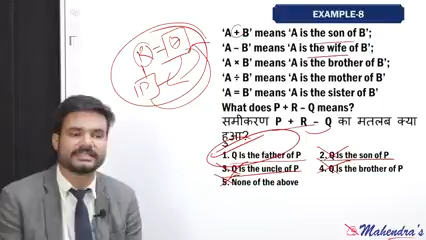 EXAMPLE-8
'A + B' means 'A is the son of B';
'A – B' means 'A is the wife of B';
'A × B' means 'A is the brother of B';
'A ÷ B' means 'A is the mother of B'
'A = B' means 'A is the sister of B'
What does P + R – Q means?
समीकरण P + R – Q का मतलब क्या
हुआ?
1. Q is the father of P 2. Q is the son of P
3. Q is the uncle of P 4. Q is the brother of P
5. None of the above
R = Q
P
Mahendra's